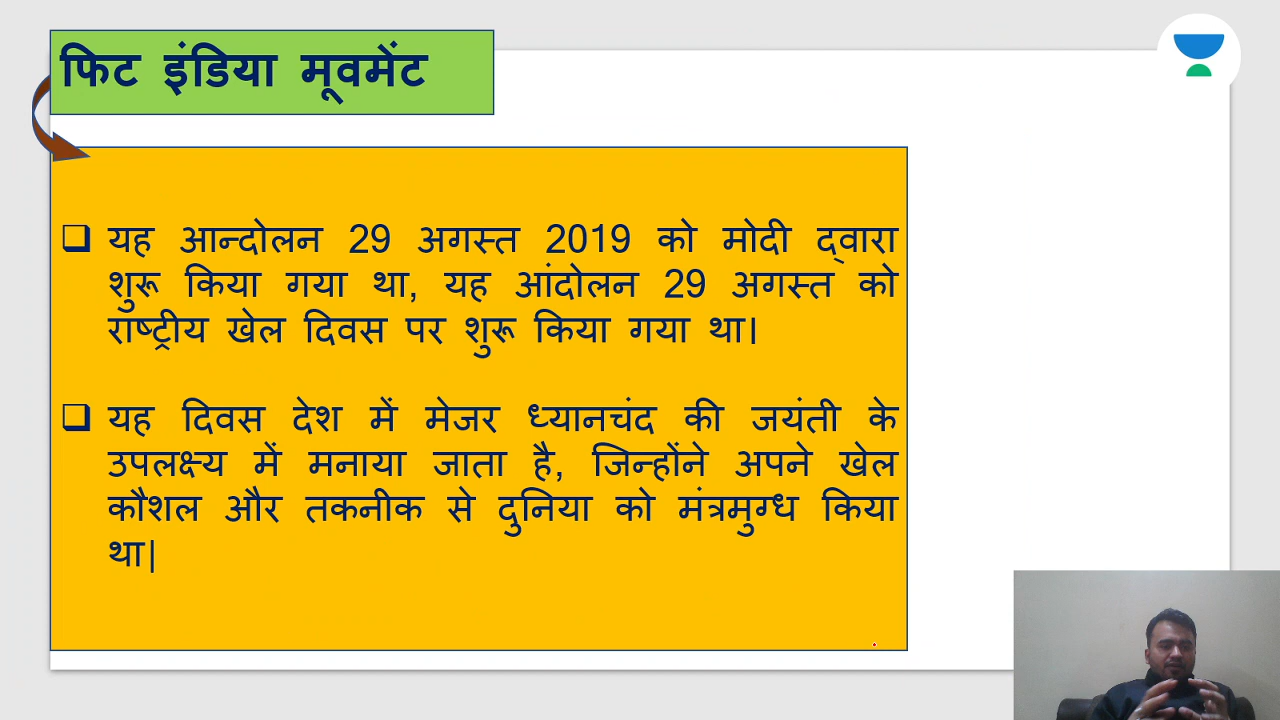 फिट इंडिया मूवमेंट
❑ यह आन्दोलन 29 अगस्त 2019 को मोदी द्वारा
शुरू किया गया था, यह आंदोलन 29 अगस्त को
राष्ट्रीय खेल दिवस पर शुरू किया गया था।
❑ यह दिवस देश में मेजर ध्यानचंद की जयंती के
उपलक्ष्य में मनाया जाता है, जिन्होंने अपने खेल
कौशल और तकनीक से दुनिया को मंत्रमुग्ध किया
था|